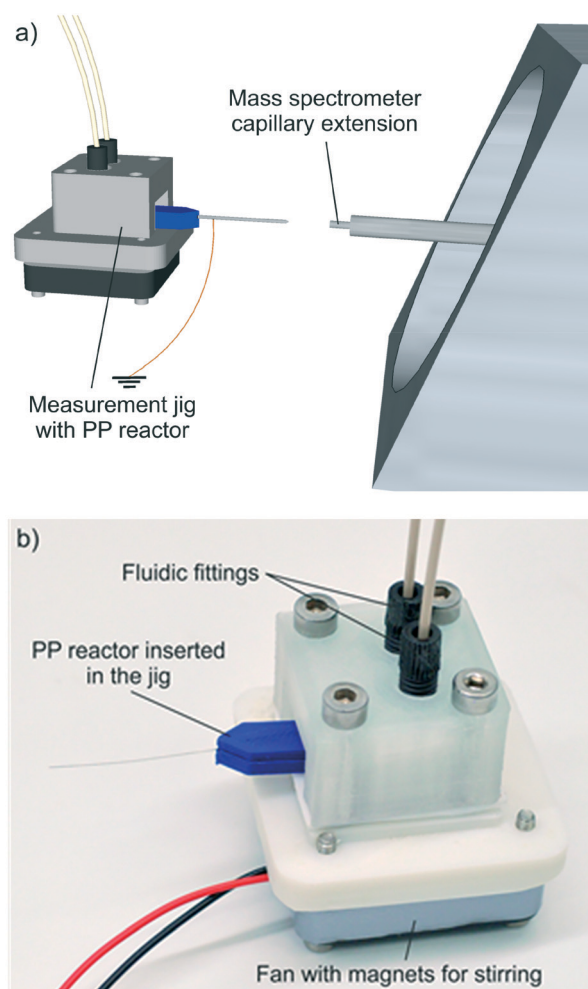 a)
Mass spectrometer
capillary extension
Measurement jig
with PP reactor
b)
Fluidic fittings
PP reactor inserted
in the jig
Fan with magnets for stirring